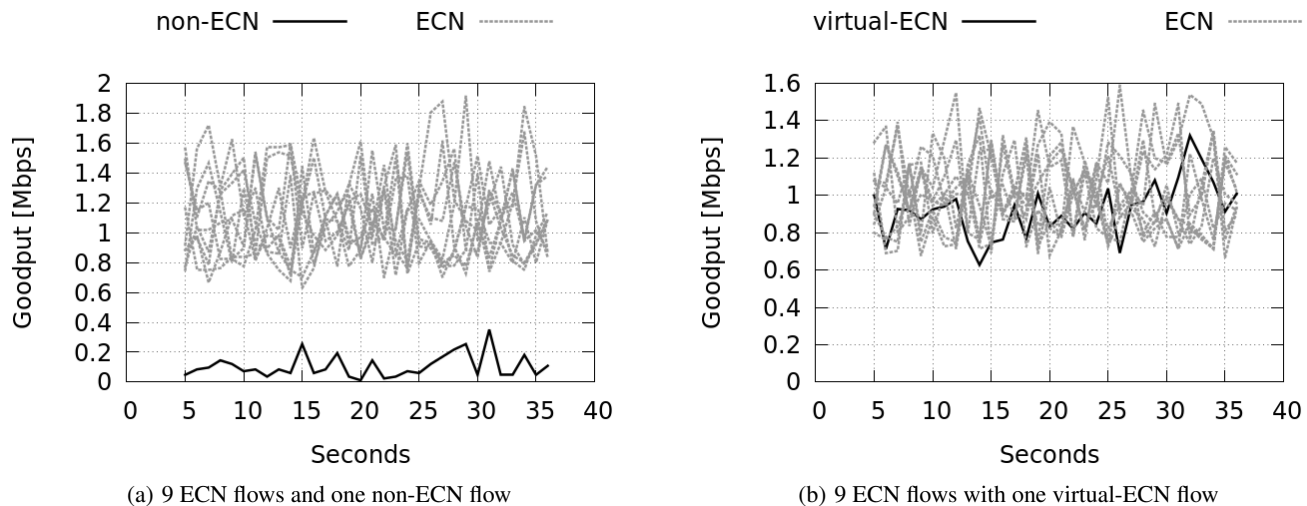 non-ECN ECN
2
1.8
1.6
1.4
1.2
1
0.8
0.6
0.4
0.2
0
Goodput [Mbps]
0 5 10 15 20 25 30 35 40
Seconds
(a) 9 ECN flows and one non-ECN flow
virtual-ECN ECN
1.6
1.4
1.2
1
0.8
0.6
0.4
0.2
0
Goodput [Mbps]
0 5 10 15 20 25 30 35 40
Seconds
(b) 9 ECN flows with one virtual-ECN flow